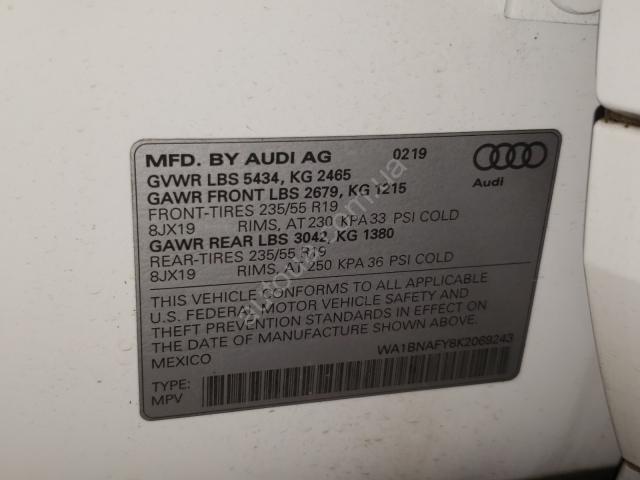 MFD. BY AUDI AG 0219
GVWR LBS 5434, KG 2465
GAWR FRONT LBS 2679, KG 1215
FRONT-TIRES 235/55 R19
8JX19 RIMS, AT 230 KPA 33 PSI COLD
GAWR REAR LBS 3042, KG 1380
REAR-TIRES 235/55 R19
8JX19 RIMS, AT 250 KPA 36 PSI COLD
Audi
THIS VEHICLE CONFORMS TO ALL APPLICABLE
U.S. FEDERAL MOTOR VEHICLE SAFETY AND
THEFT PREVENTION STANDARDS IN EFFECT ON
THE DATE OF MANUFACTURE SHOWN ABOVE.
MEXICO WA1BNAFY8K2069243
TYPE:
MPV